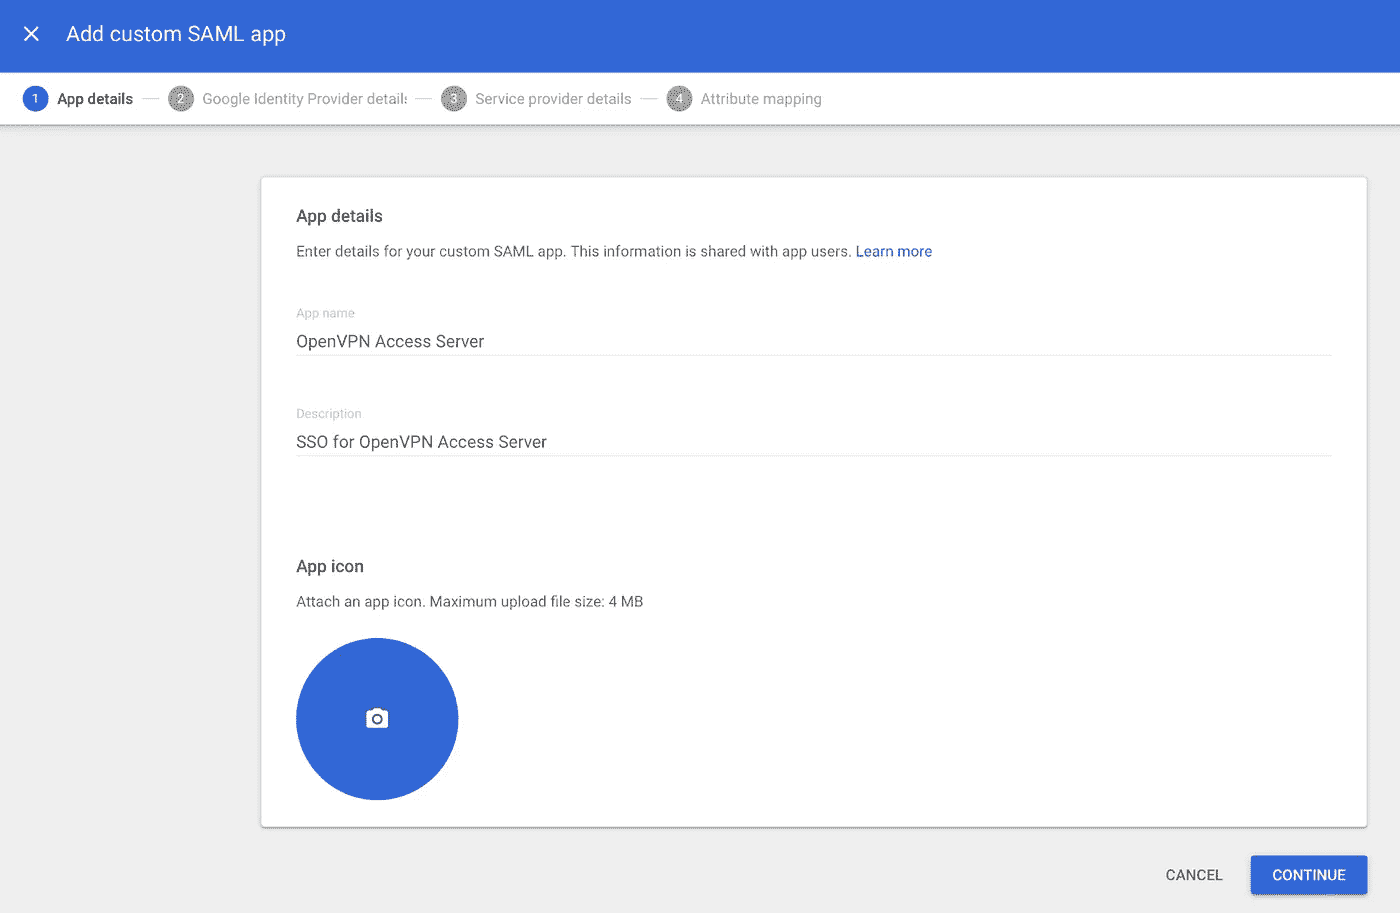 Add custom SAML app
1 App details 2 Google Identity Provider details 3 Service provider details 4 Attribute mapping
App details
Enter details for your custom SAML app. This information is shared with app users. Learn more
App name
OpenVPN Access Server
Description
SSO for OpenVPN Access Server
App icon
Attach an app icon. Maximum upload file size: 4 MB
CANCEL CONTINUE